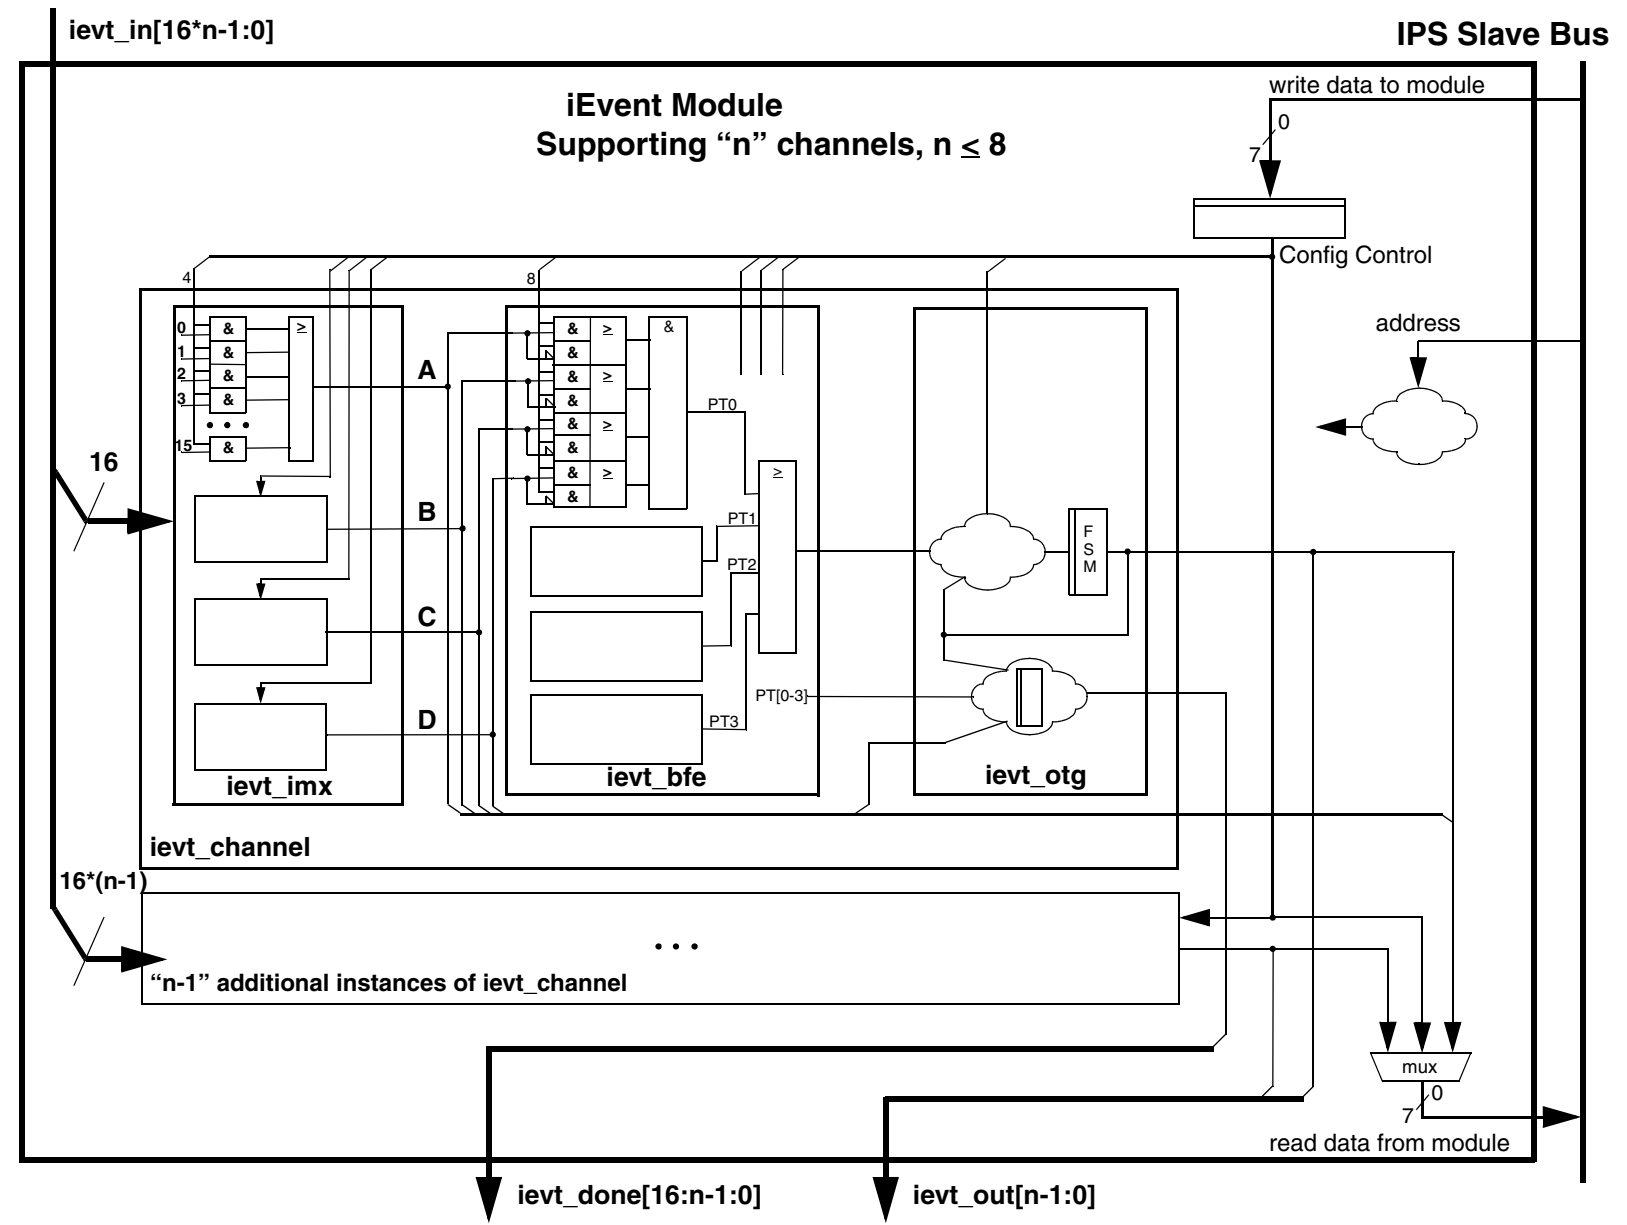 ievt_in[16*n-1:0]
IPS Slave Bus
write data to module
iEvent Module
Supporting “n” channels, n ≤ 8
0
7
Config Control
4
8
address
0
&
≥
1
&
2
&
3
&
• • •
15
&
A
&
≥
&
&
≥
&
&
≥
&
&
≥
&
&
PT0
≥
16
B
PT1
PT2
F
S
M
C
PT[0-3]
D
PT3
ievt_imx
ievt_bfe
ievt_otg
ievt_channel
16*(n-1)
• • •
“n-1” additional instances of ievt_channel
mux
0
7
read data from module
ievt_done[16:n-1:0]
ievt_out[n-1:0]